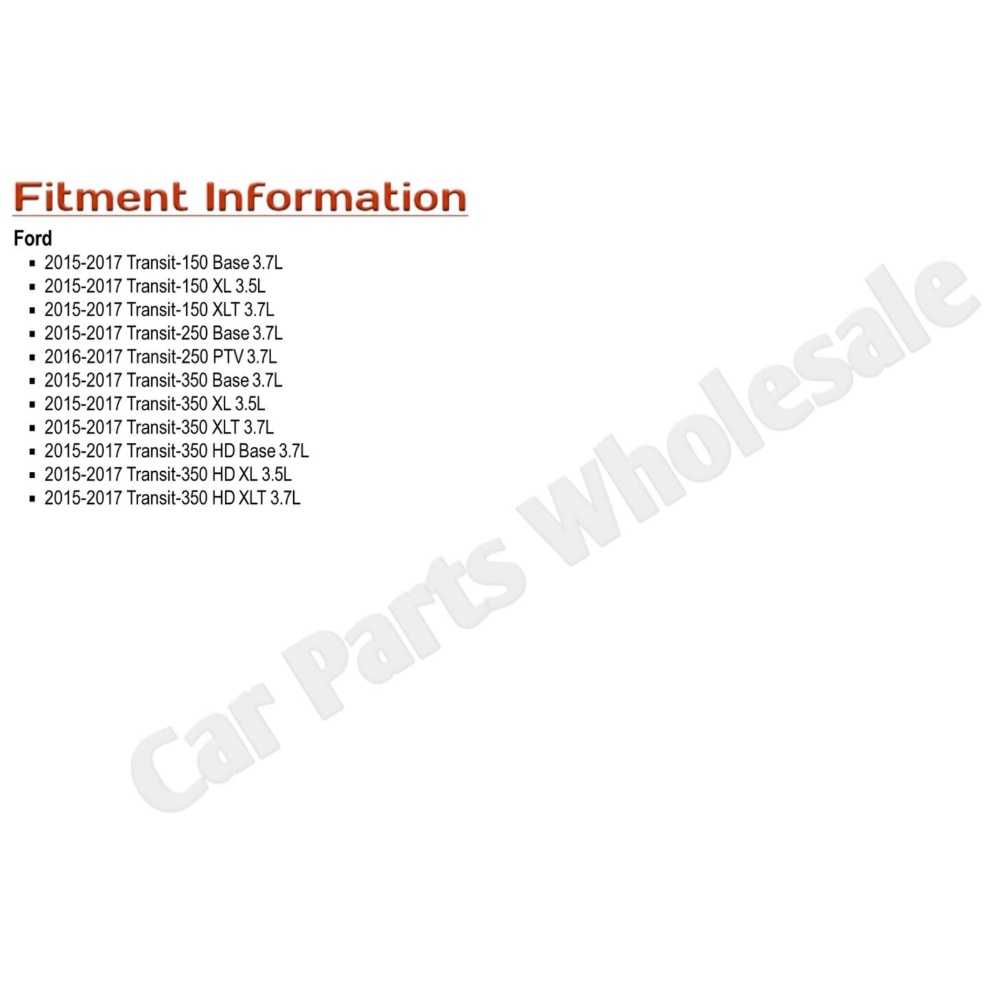 Fitment Information
Ford
▪ 2015-2017 Transit-150 Base 3.7L
▪ 2015-2017 Transit-150 XL 3.5L
▪ 2015-2017 Transit-150 XLT 3.7L
▪ 2015-2017 Transit-250 Base 3.7L
▪ 2016-2017 Transit-250 PTV 3.7L
▪ 2015-2017 Transit-350 Base 3.7L
▪ 2015-2017 Transit-350 XL 3.5L
▪ 2015-2017 Transit-350 XLT 3.7L
▪ 2015-2017 Transit-350 HD Base 3.7L
▪ 2015-2017 Transit-350 HD XL 3.5L
▪ 2015-2017 Transit-350 HD XLT 3.7L
Car Parts Wholesale